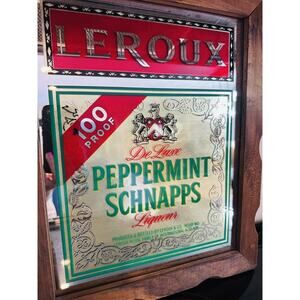 LEROUX
100
PROOF
De Luxe
PEPPERMINT
SCHNAPPS
Liqueur